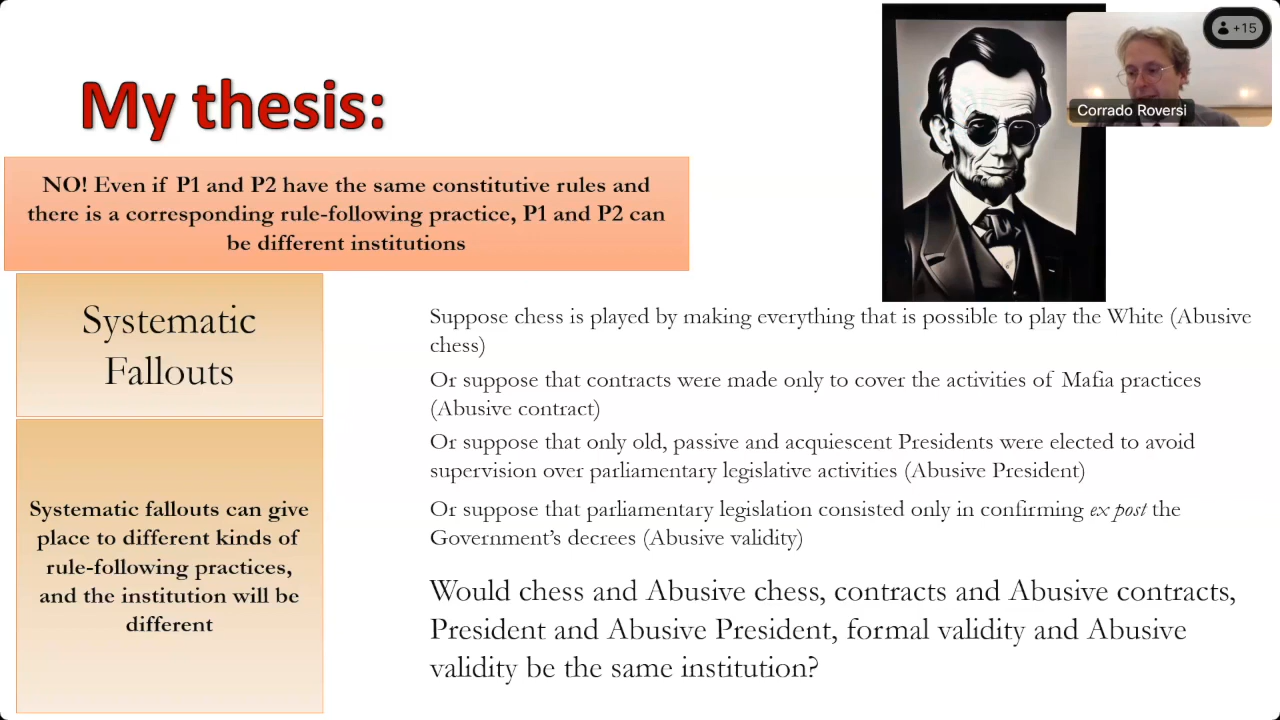 My thesis:
NO! Even if P1 and P2 have the same constitutive rules and
there is a corresponding rule-following practice, P1 and P2 can
be different institutions
Systematic
Fallouts
Systematic fallouts can give
place to different kinds of
rule-following practices,
and the institution will be
different
Suppose chess is played by making everything that is possible to play the White (Abusive
chess)
Or suppose that contracts were made only to cover the activities of Mafia practices
(Abusive contract)
Or suppose that only old, passive and acquiescent Presidents were elected to avoid
supervision over parliamentary legislative activities (Abusive President)
Or suppose that parliamentary legislation consisted only in confirming ex post the
Government's decrees (Abusive validity)
Would chess and Abusive chess, contracts and Abusive contracts,
President and Abusive President, formal validity and Abusive
validity be the same institution?
+15
Corrado Roversi